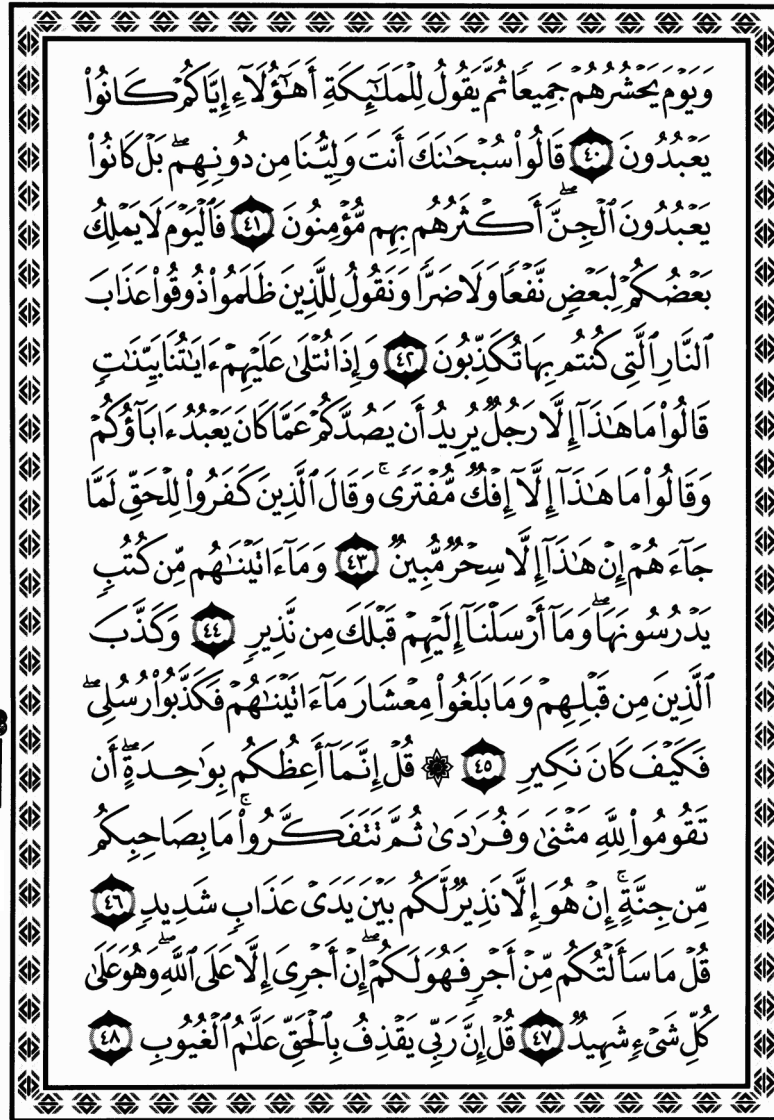 وَيَوْمَ يَحْشُرُهُمْ جَمِيعًا ثُمَّ يَقُولُ لِلْمَلَـٰٓئِكَةِ أَهَـٰٓؤُلَآءِ إِيَّاكُمْ كَانُوا۟
يَعْبُدُونَ ٤٠ قَالُوا۟ سُبْحَـٰنَكَ أَنتَ وَلِيُّنَا مِن دُونِهِم ۖ بَلْ كَانُوا۟
يَعْبُدُونَ ٱلْجِنَّ ۖ أَكْثَرُهُم بِهِم مُّؤْمِنُونَ ٤١ فَٱلْيَوْمَ لَا يَمْلِكُ
بَعْضُكُمْ لِبَعْضٍ نَّفْعًا وَلَا ضَرًّا وَنَقُولُ لِلَّذِينَ ظَلَمُوا۟ ذُوقُوا۟ عَذَابَ
ٱلنَّارِ ٱلَّتِى كُنتُم بِهَا تُكَذِّبُونَ ٤٢ وَإِذَا تُتْلَىٰ عَلَيْهِمْ ءَايَـٰتُنَا بَيِّنَـٰتٍ
قَالُوا۟ مَا هَـٰذَآ إِلَّا رَجُلٌ يُرِيدُ أَن يَصُدَّكُمْ عَمَّا كَانَ يَعْبُدُ ءَابَآؤُكُمْ
وَقَالُوا۟ مَا هَـٰذَآ إِلَّآ إِفْكٌ مُّفْتَرًى ۚ وَقَالَ ٱلَّذِينَ كَفَرُوا۟ لِلْحَقِّ لَمَّا
جَآءَهُمْ إِنْ هَـٰذَآ إِلَّا سِحْرٌ مُّبِينٌ ٤٣ وَمَآ ءَاتَيْنَـٰهُم مِّن كُتُبٍ
يَدْرُسُونَهَا ۖ وَمَآ أَرْسَلْنَآ إِلَيْهِمْ قَبْلَكَ مِن نَّذِيرٍ ٤٤ وَكَذَّبَ
ٱلَّذِينَ مِن قَبْلِهِمْ وَمَا بَلَغُوا۟ مِعْشَارَ مَآ ءَاتَيْنَـٰهُمْ فَكَذَّبُوا۟ رُسُلِى ۖ
فَكَيْفَ كَانَ نَكِيرِ ٤٥ ۞ قُلْ إِنَّمَآ أَعِظُكُم بِوَٰحِدَةٍ ۖ أَن
تَقُومُوا۟ لِلَّهِ مَثْنَىٰ وَفُرَٰدَىٰ ثُمَّ تَتَفَكَّرُوا۟ ۚ مَا بِصَاحِبِكُم
مِّن جِنَّةٍ ۚ إِنْ هُوَ إِلَّا نَذِيرٌ لَّكُم بَيْنَ يَدَىْ عَذَابٍ شَدِيدٍ ٤٦
قُلْ مَا سَأَلْتُكُم مِّنْ أَجْرٍ فَهُوَ لَكُمْ ۖ إِنْ أَجْرِىَ إِلَّا عَلَى ٱللَّهِ ۖ وَهُوَ عَلَىٰ
كُلِّ شَىْءٍ شَهِيدٌ ٤٧ قُلْ إِنَّ رَبِّى يَقْذِفُ بِٱلْحَقِّ عَلَّـٰمُ ٱلْغُيُوبِ ٤٨